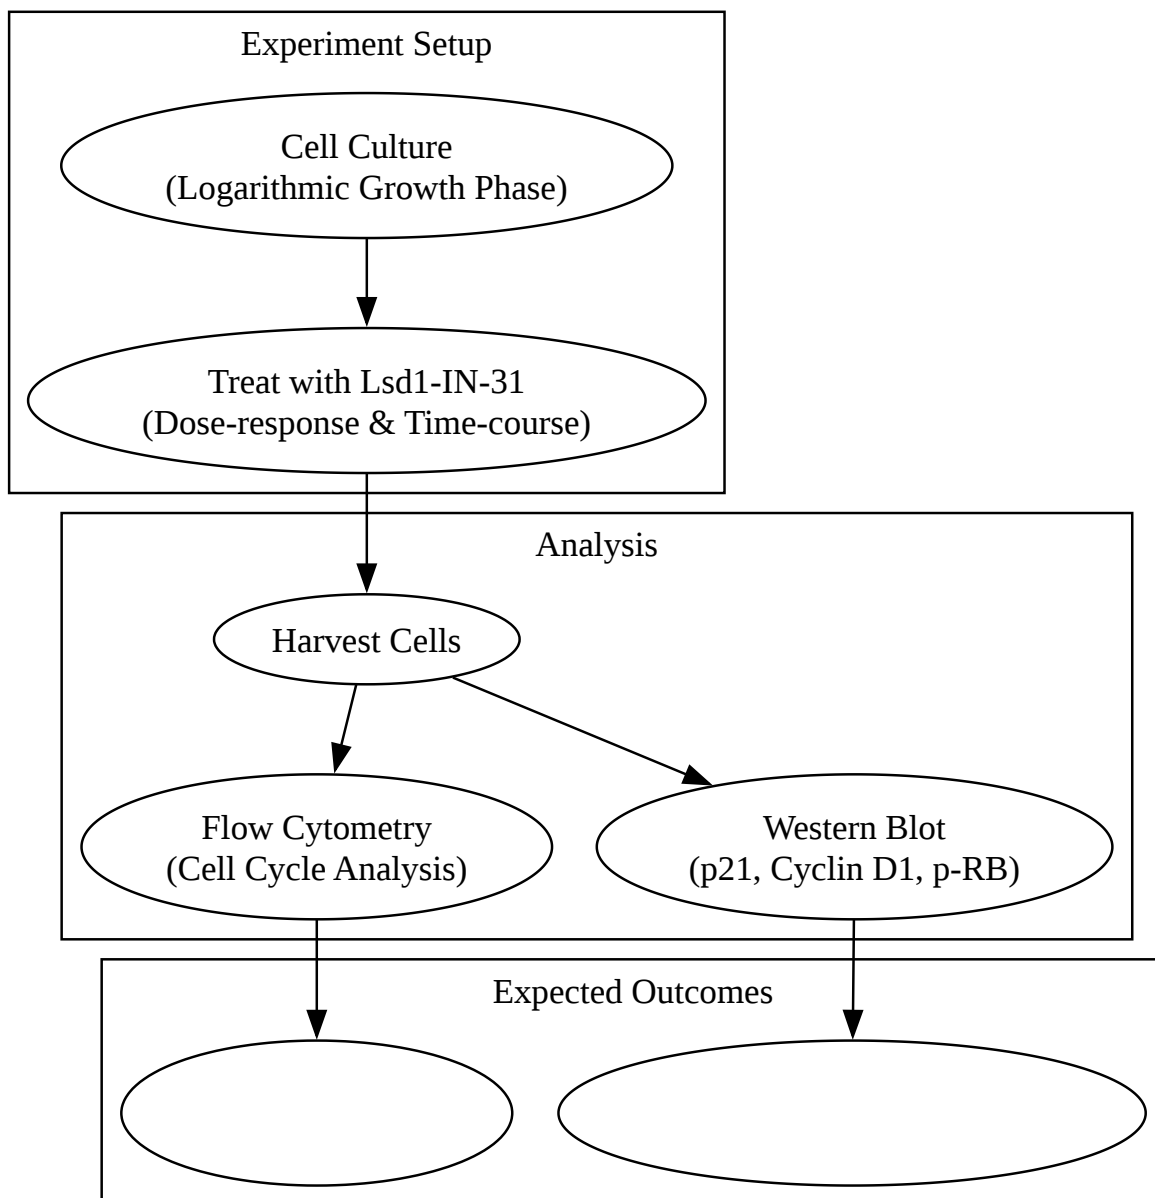 Experiment Setup
Cell Culture
(Logarithmic Growth Phase)
Treat with Lsd1-IN-31
(Dose-response & Time-course)
Analysis
Harvest Cells
Flow Cytometry
(Cell Cycle Analysis)
Western Blot
(p21, Cyclin D1, p-RB)
Expected Outcomes